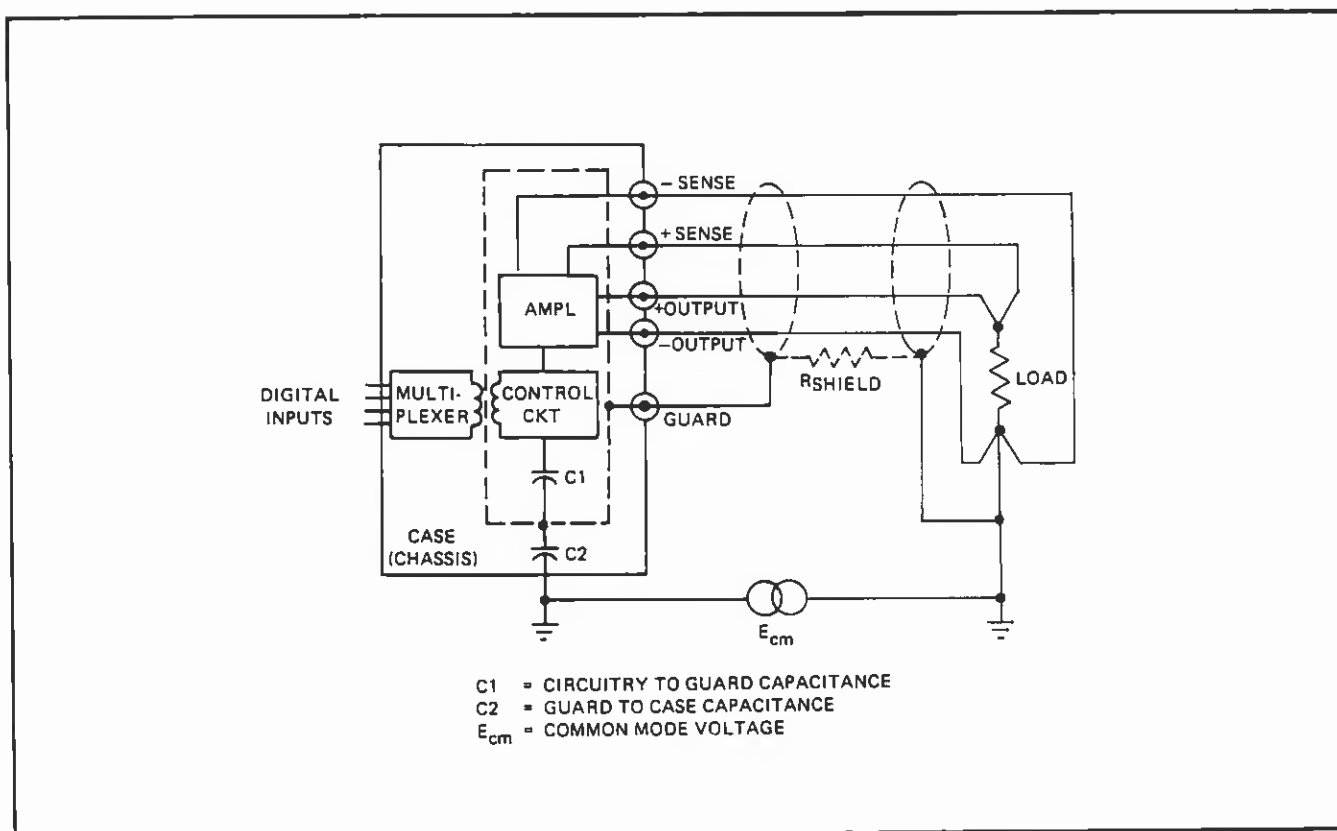 − SENSE
+ SENSE
+OUTPUT
−OUTPUT
AMPL
RSHIELD
LOAD
DIGITAL
INPUTS
MULTI-
PLEXER
CONTROL
CKT
GUARD
C1
CASE
(CHASSIS)
C2
Ecm
C1 = CIRCUITRY TO GUARD CAPACITANCE
C2 = GUARD TO CASE CAPACITANCE
Ecm = COMMON MODE VOLTAGE